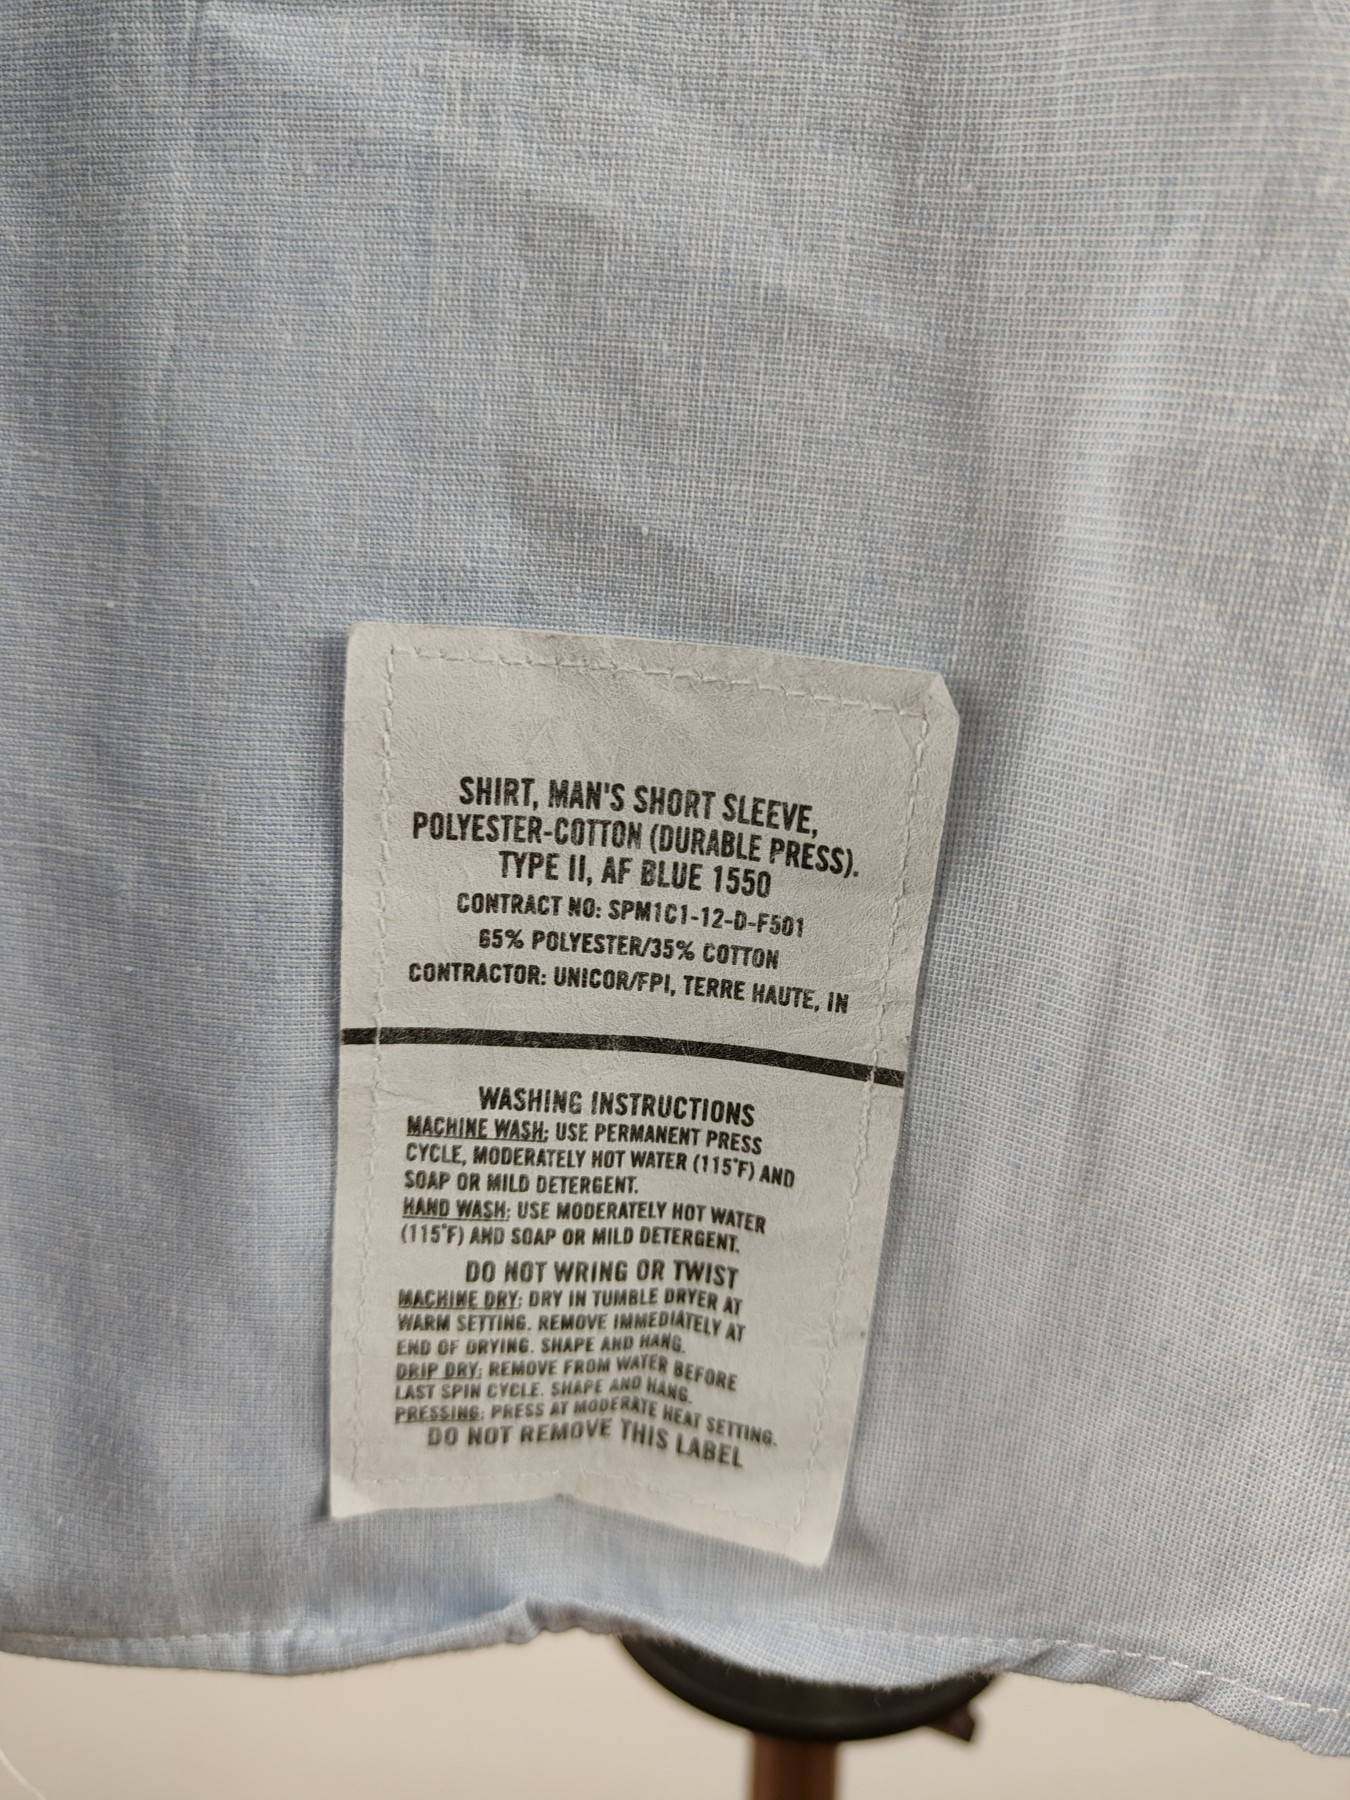 SHIRT, MAN'S SHORT SLEEVE,
POLYESTER-COTTON (DURABLE PRESS).
TYPE II, AF BLUE 1550
CONTRACT NO: SPM1C1-12-D-F501
65% POLYESTER/35% COTTON
CONTRACTOR: UNICOR/FPI, TERRE HAUTE, IN
WASHING INSTRUCTIONS
MACHINE WASH; USE PERMANENT PRESS
CYCLE, MODERATELY HOT WATER (115°F) AND
SOAP OR MILD DETERGENT.
HAND WASH; USE MODERATELY HOT WATER
(115°F) AND SOAP OR MILD DETERGENT.
DO NOT WRING OR TWIST
MACHINE DRY; DRY IN TUMBLE DRYER AT
WARM SETTING. REMOVE IMMEDIATELY AT
END OF DRYING. SHAPE AND HANG.
DRIP DRY; REMOVE FROM WATER BEFORE
LAST SPIN CYCLE. SHAPE AND HANG.
PRESSING; PRESS AT MODERATE HEAT SETTING.
DO NOT REMOVE THIS LABEL